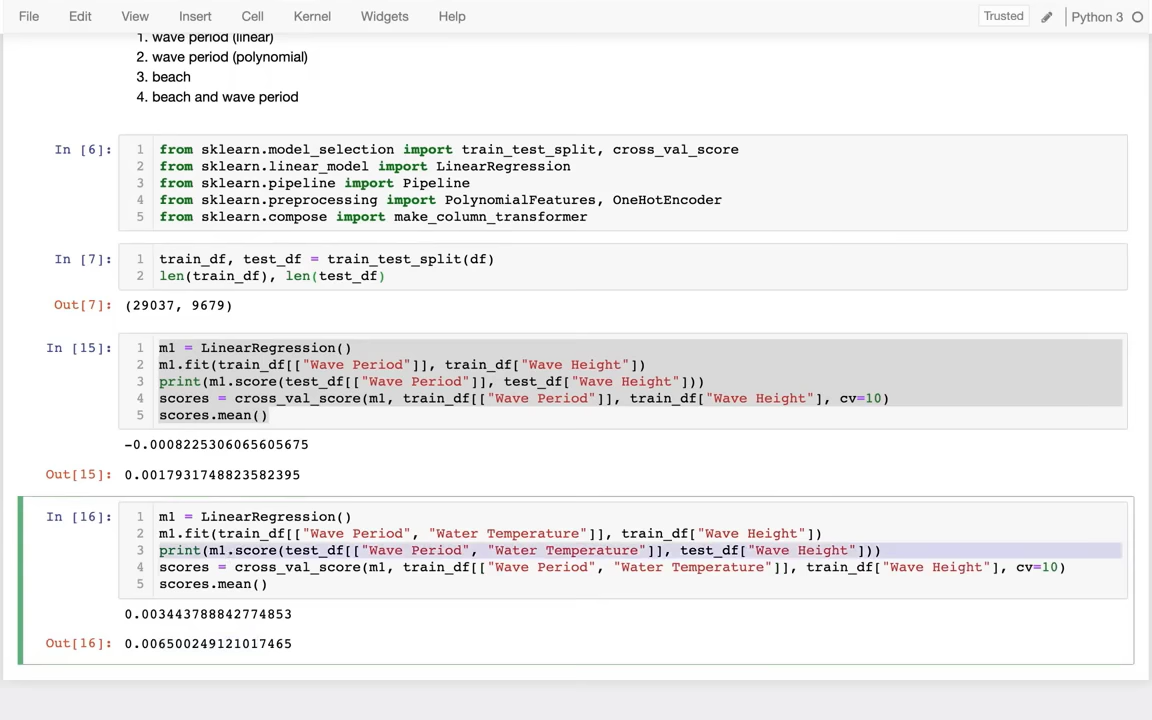 File Edit View Insert Cell Kernel Widgets Help Trusted Python 3
1. wave period (linear)
2. wave period (polynomial)
3. beach
4. beach and wave period
In [6]:
1 from sklearn.model_selection import train_test_split, cross_val_score
2 from sklearn.linear_model import LinearRegression
3 from sklearn.pipeline import Pipeline
4 from sklearn.preprocessing import PolynomialFeatures, OneHotEncoder
5 from sklearn.compose import make_column_transformer
In [7]:
1 train_df, test_df = train_test_split(df)
2 len(train_df), len(test_df)
Out[7]: (29037, 9679)
In [15]:
1 m1 = LinearRegression()
2 m1.fit(train_df[["Wave Period"]], train_df["Wave Height"])
3 print(m1.score(test_df[["Wave Period"]], test_df["Wave Height"]))
4 scores = cross_val_score(m1, train_df[["Wave Period"]], train_df["Wave Height"], cv=10)
5 scores.mean()
-0.0008225306065605675
Out[15]: 0.001793174882358​2395
In [16]:
1 m1 = LinearRegression()
2 m1.fit(train_df[["Wave Period", "Water Temperature"]], train_df["Wave Height"])
3 print(m1.score(test_df[["Wave Period", "Water Temperature"]], test_df["Wave Height"]))
4 scores = cross_val_score(m1, train_df[["Wave Period", "Water Temperature"]], train_df["Wave Height"], cv=10)
5 scores.mean()
0.003443788842774853
Out[16]: 0.006500249121017465